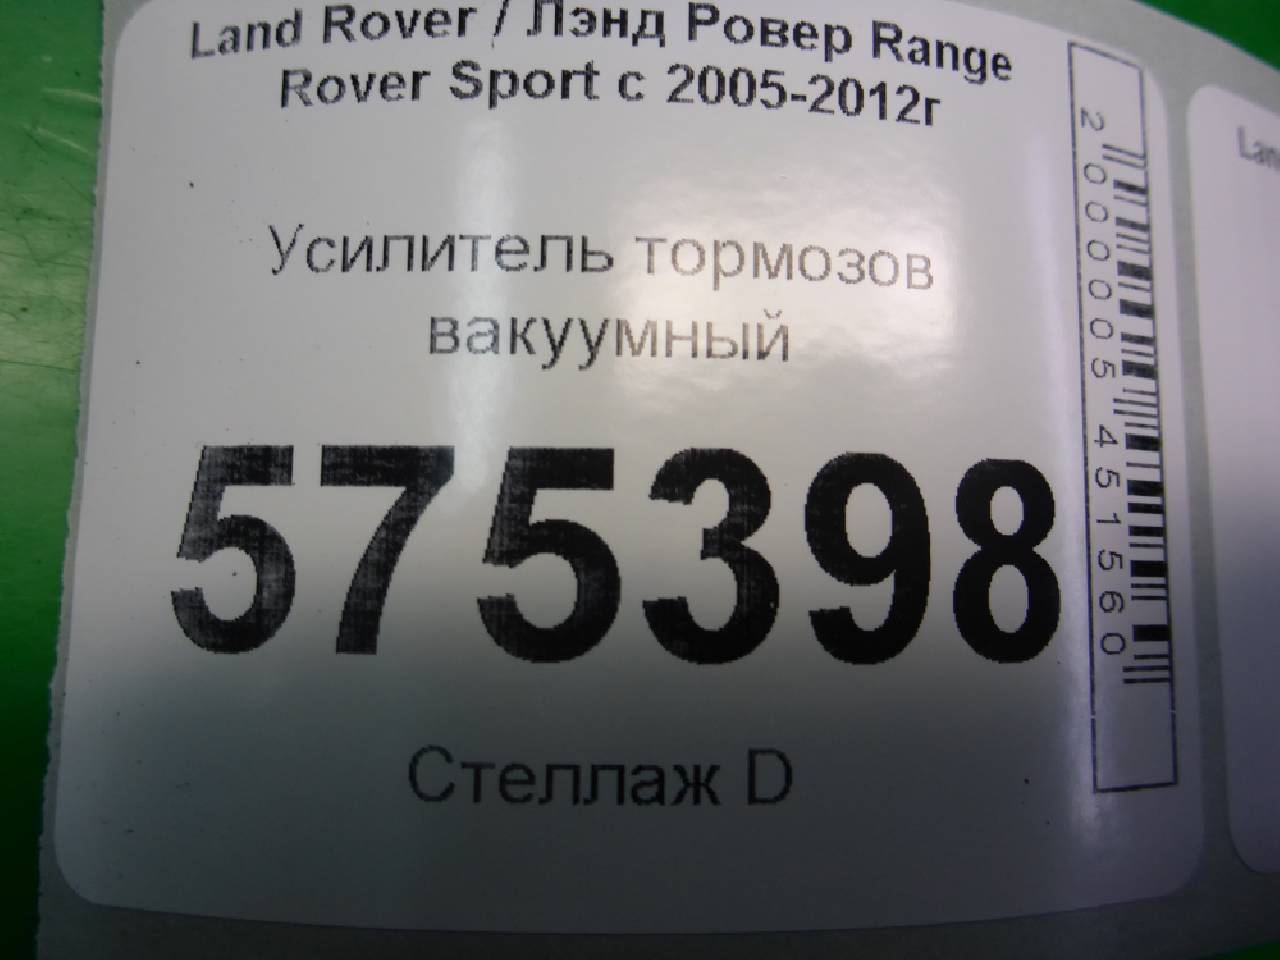 Land Rover / Лэнд Ровер Range
Rover Sport с 2005-2012г
Усилитель тормозов
вакуумный
575398
Стеллаж D
2000005451560